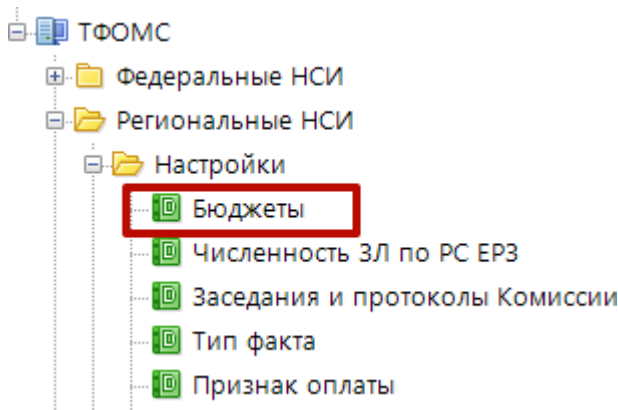 ТФОМС
Федеральные НСИ
Региональные НСИ
Настройки
Бюджеты
Численность ЗЛ по РС ЕРЗ
Заседания и протоколы Комиссии
Тип факта
Признак оплаты